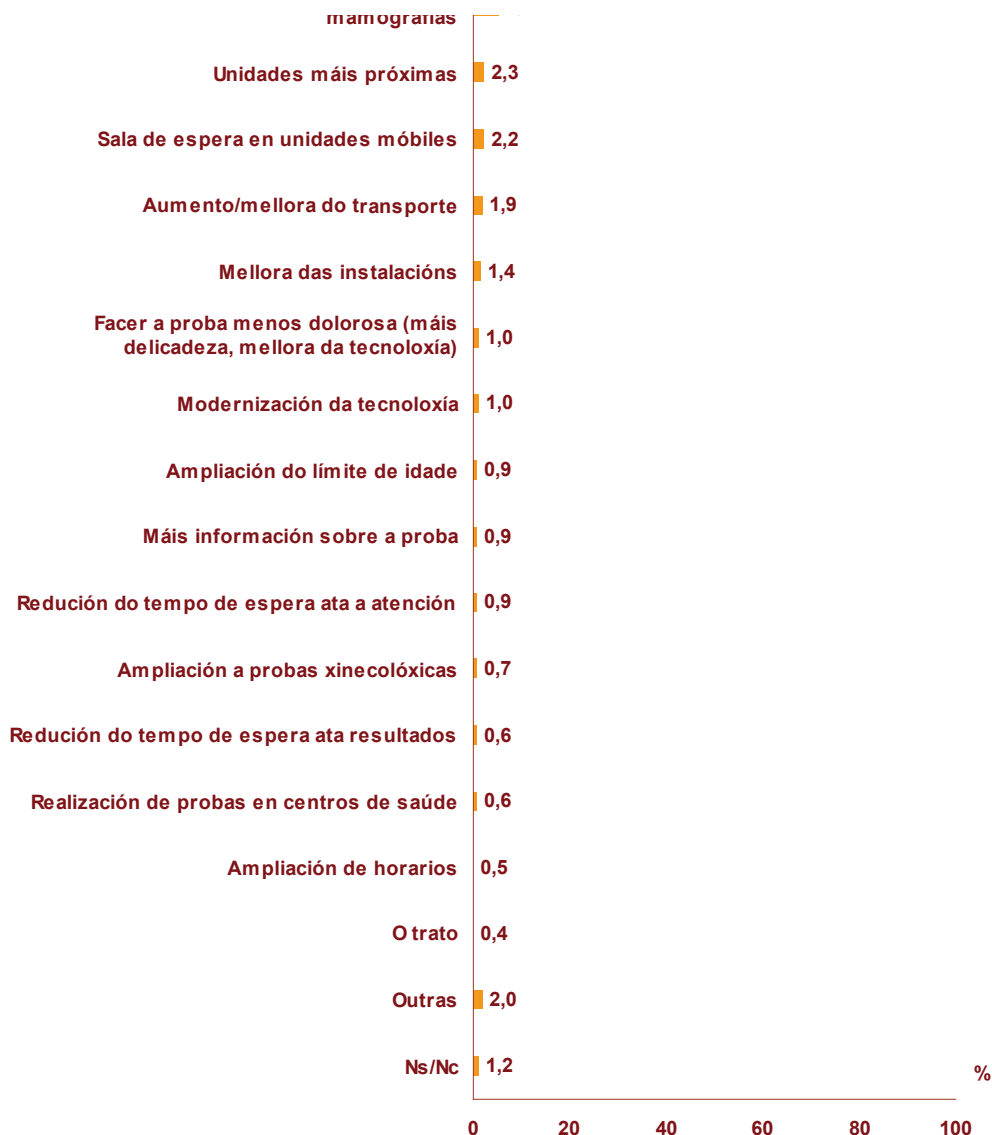 mamografías
Unidades máis próximas 2,3
Sala de espera en unidades móbiles 2,2
Aumento/mellora do transporte 1,9
Mellora das instalacións 1,4
Facer a proba menos dolorosa (máis
delicadeza, mellora da tecnoloxía) 1,0
Modernización da tecnoloxía 1,0
Ampliación do límite de idade 0,9
Máis información sobre a proba 0,9
Redución do tempo de espera ata a atención 0,9
Ampliación a probas xinecolóxicas 0,7
Redución do tempo de espera ata resultados 0,6
Realización de probas en centros de saúde 0,6
Ampliación de horarios 0,5
O trato 0,4
Outras 2,0
Ns/Nc 1,2
%
0 20 40 60 80 100